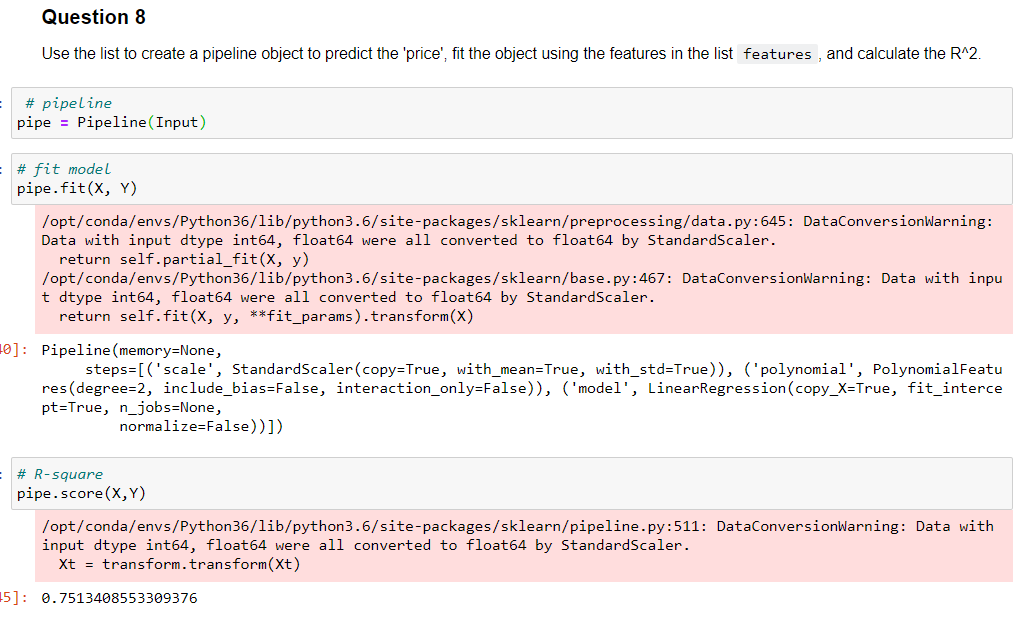 Question 8
Use the list to create a pipeline object to predict the 'price', fit the object using the features in the list features , and calculate the R^2.
: # pipeline
pipe = Pipeline(Input)
: # fit model
pipe.fit(X, Y)
/opt/conda/envs/Python36/lib/python3.6/site-packages/sklearn/preprocessing/data.py:645: DataConversionWarning:
Data with input dtype int64, float64 were all converted to float64 by StandardScaler.
return self.partial_fit(X, y)
/opt/conda/envs/Python36/lib/python3.6/site-packages/sklearn/base.py:467: DataConversionWarning: Data with inpu
t dtype int64, float64 were all converted to float64 by StandardScaler.
return self.fit(X, y, **fit_params).transform(X)
40]: Pipeline(memory=None,
steps=[('scale', StandardScaler(copy=True, with_mean=True, with_std=True)), ('polynomial', PolynomialFeatu
res(degree=2, include_bias=False, interaction_only=False)), ('model', LinearRegression(copy_X=True, fit_interce
pt=True, n_jobs=None,
normalize=False))])
: # R-square
pipe.score(X,Y)
/opt/conda/envs/Python36/lib/python3.6/site-packages/sklearn/pipeline.py:511: DataConversionWarning: Data with
input dtype int64, float64 were all converted to float64 by StandardScaler.
Xt = transform.transform(Xt)
45]: 0.7513408553309376